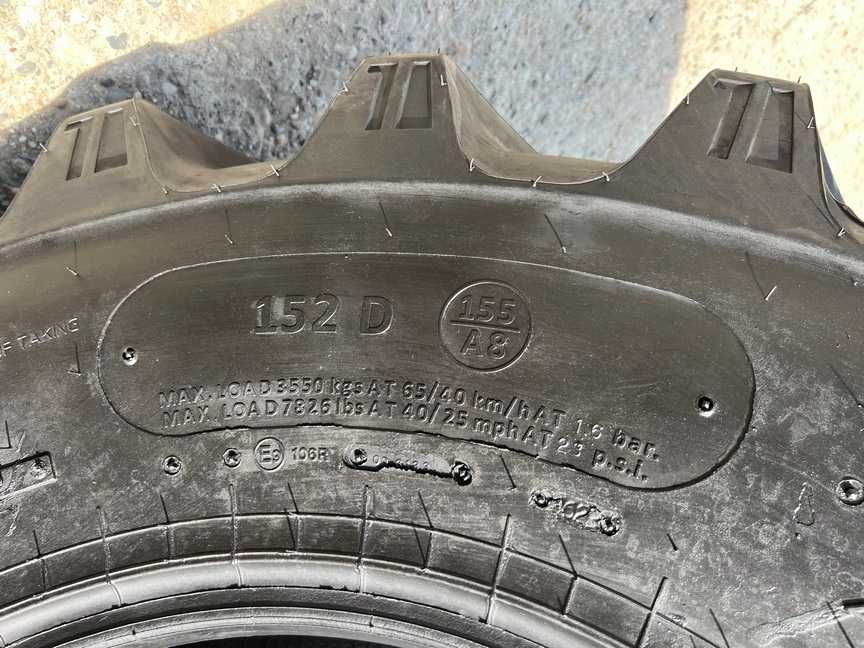 152 D
155
A8
F TAKING
MAX. LOAD 3550 kgs AT 65/40 km/h AT 1.6 bar.
MAX. LOAD 7826 lbs AT 40/25 mph AT 23 p.s.i.
106R